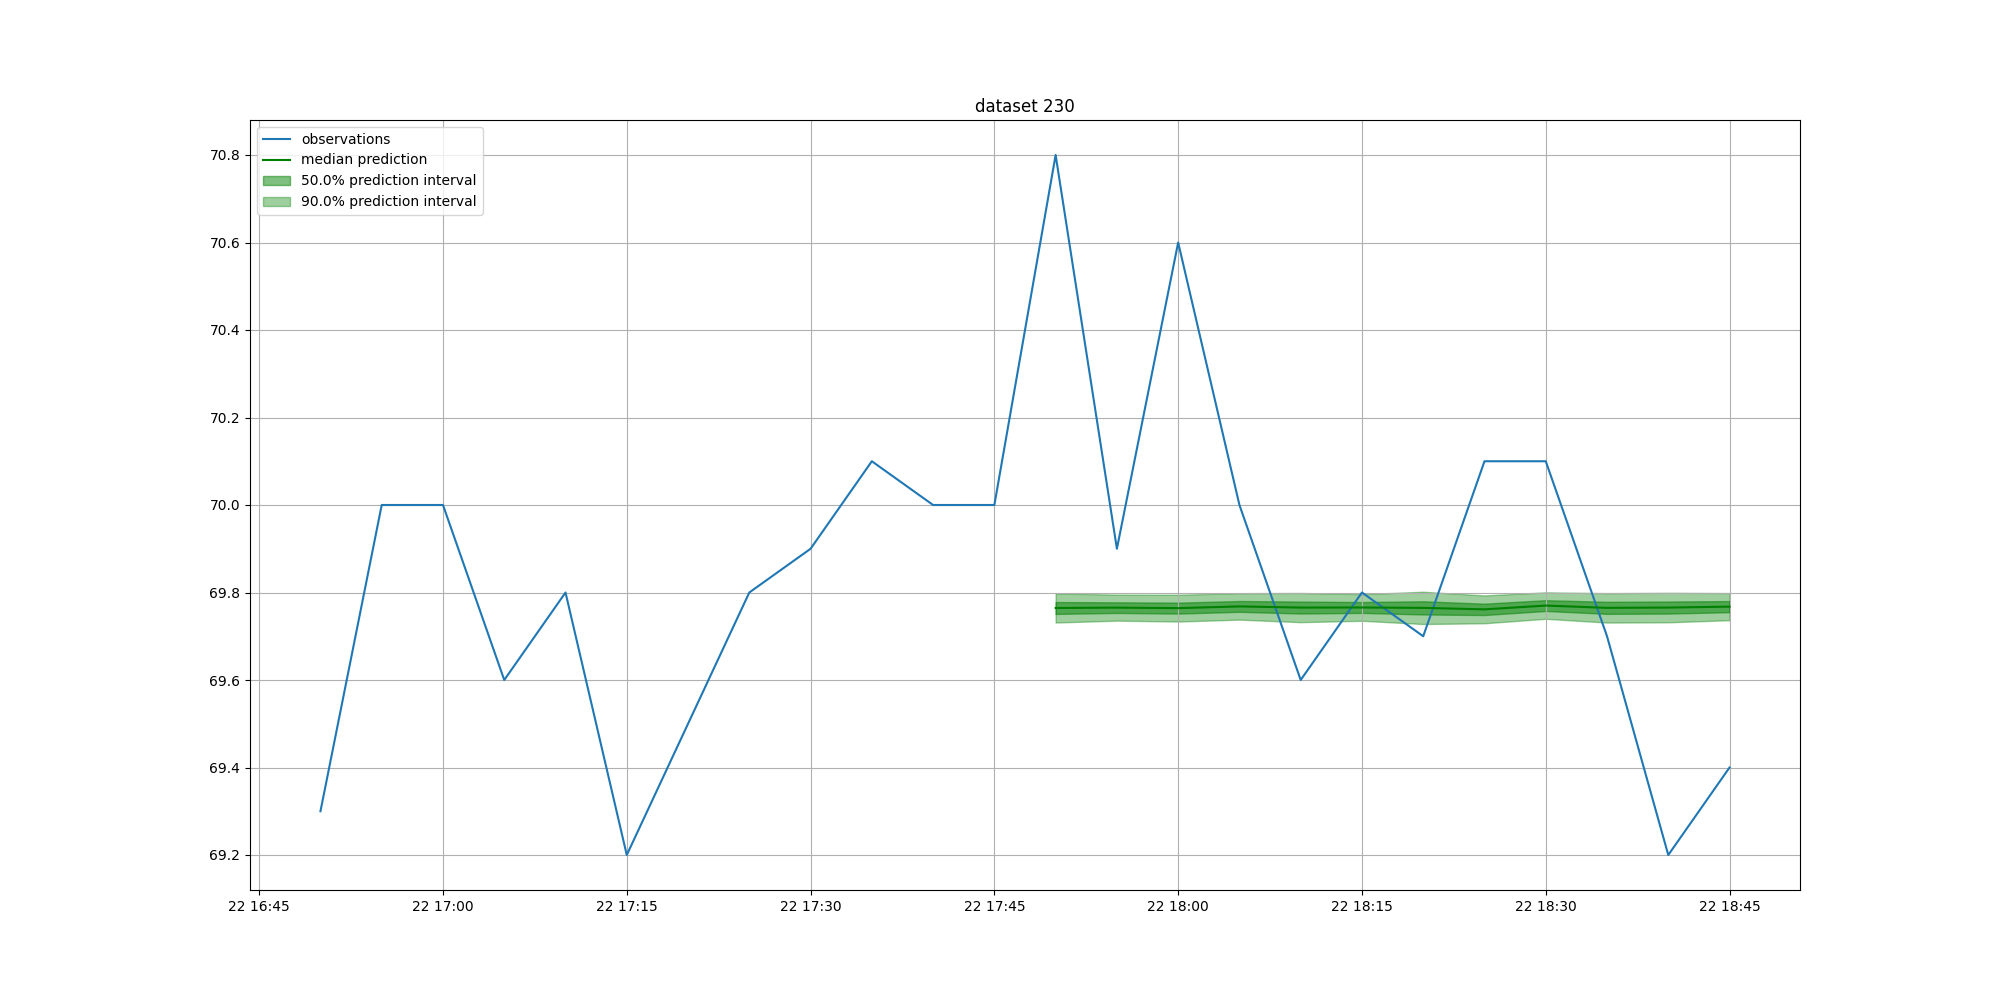 dataset 230
observations
median prediction
50.0% prediction interval
90.0% prediction interval
70.8
70.6
70.4
70.2
70.0
69.8
69.6
69.4
69.2
22 16:45 22 17:00 22 17:15 22 17:30 22 17:45 22 18:00 22 18:15 22 18:30 22 18:45